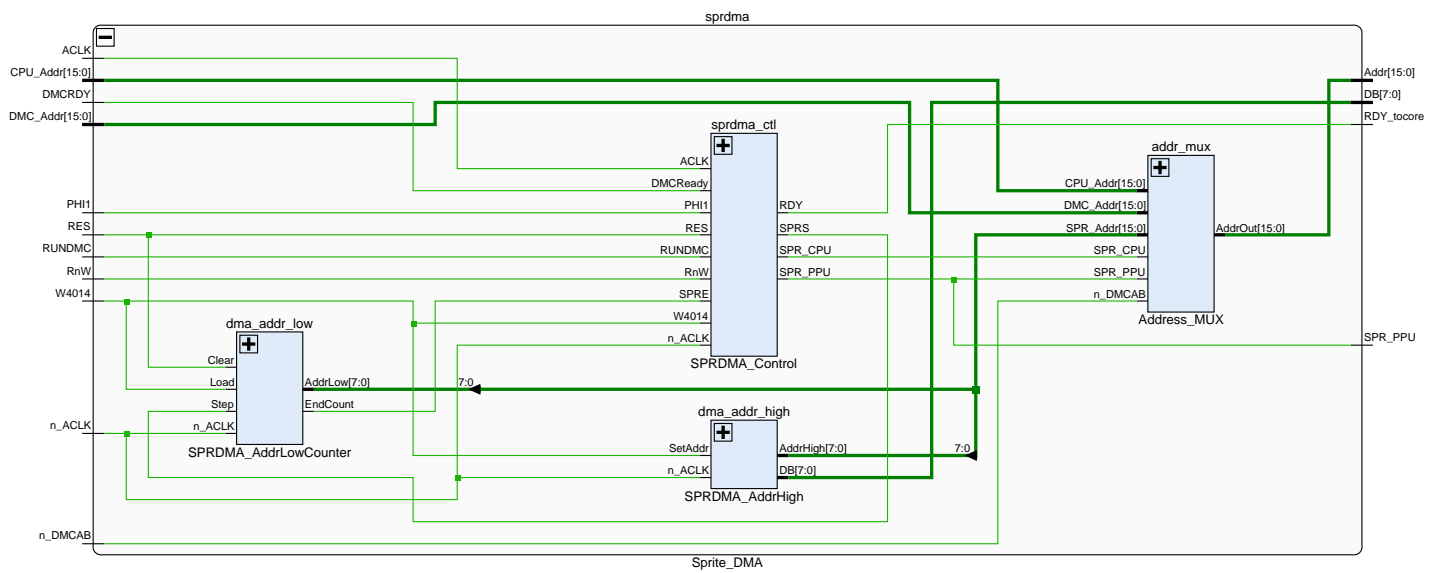 sprdma
ACLK
CPU_Addr[15:0]
DMCRDY
DMC_Addr[15:0]
PHI1
RES
RUNDMC
RnW
W4014
n_ACLK
n_DMCAB
dma_addr_low
Clear
Load
Step
n_ACLK
AddrLow[7:0]
EndCount
SPRDMA_AddrLowCounter
7:0
sprdma_ctl
ACLK
DMCReady
PHI1
RES
RUNDMC
RnW
SPRE
W4014
n_ACLK
RDY
SPRS
SPR_CPU
SPR_PPU
SPRDMA_Control
dma_addr_high
SetAddr
n_ACLK
AddrHigh[7:0]
DB[7:0]
SPRDMA_AddrHigh
7:0
addr_mux
CPU_Addr[15:0]
DMC_Addr[15:0]
SPR_Addr[15:0]
SPR_CPU
SPR_PPU
n_DMCAB
AddrOut[15:0]
Address_MUX
Addr[15:0]
DB[7:0]
RDY_tocore
SPR_PPU
Sprite_DMA